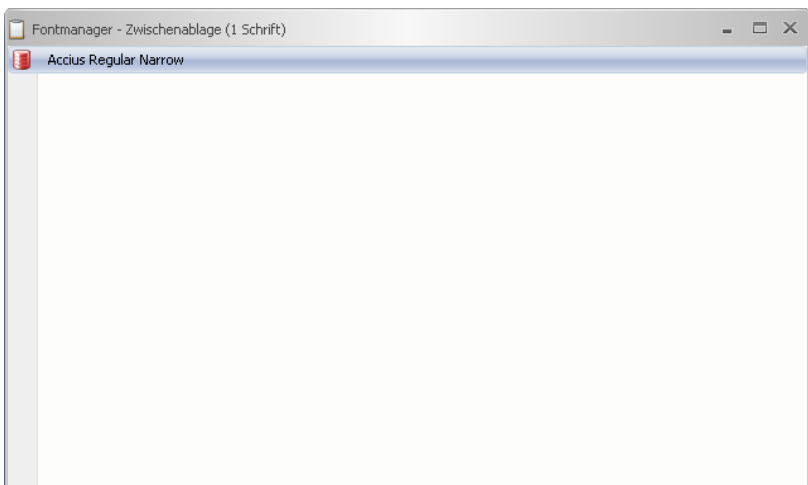 Fontmanager - Zwischenablage (1 Schrift)
Accius Regular Narrow